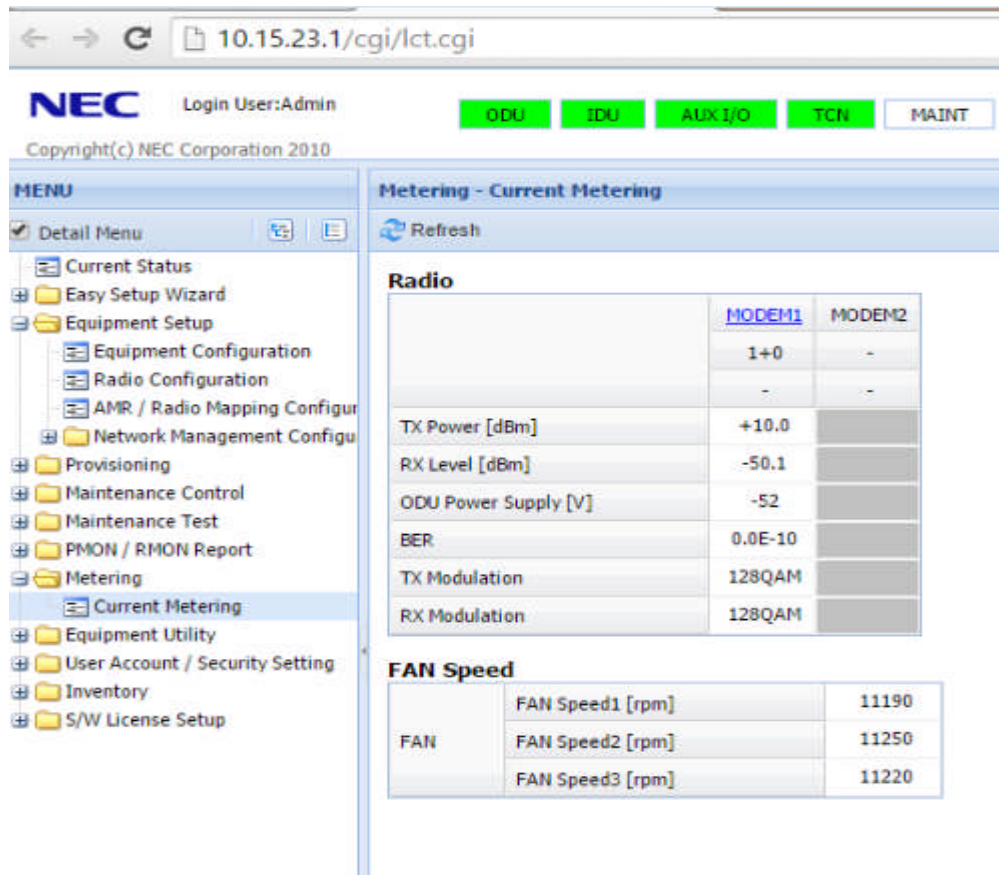 10.15.23.1/cgi/lct.cgi
NEC Login User:Admin
ODU IDU AUX I/O TCN MAINT
Copyright(c) NEC Corporation 2010
MENU
Detail Menu
Current Status
Easy Setup Wizard
Equipment Setup
Equipment Configuration
Radio Configuration
AMR / Radio Mapping Configur
Network Management Configu
Provisioning
Maintenance Control
Maintenance Test
PMON / RMON Report
Metering
Current Metering
Equipment Utility
User Account / Security Setting
Inventory
S/W License Setup
Metering - Current Metering
Refresh
Radio
MODEM1 MODEM2
1+0 -
- -
TX Power [dBm] +10.0
RX Level [dBm] -50.1
ODU Power Supply [V] -52
BER 0.0E-10
TX Modulation 128QAM
RX Modulation 128QAM
FAN Speed
FAN
FAN Speed1 [rpm] 11190
FAN Speed2 [rpm] 11250
FAN Speed3 [rpm] 11220